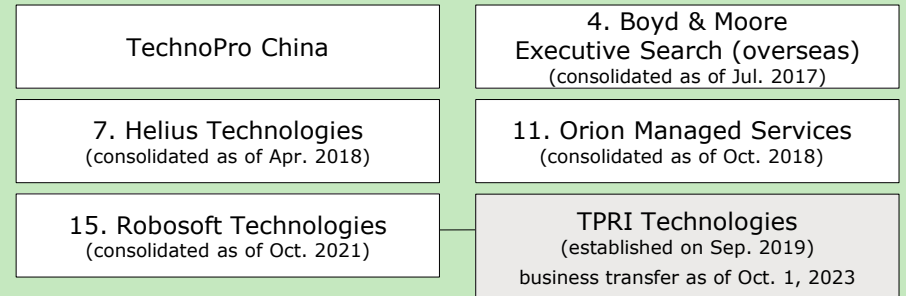 TechnoPro China
4. Boyd & Moore
Executive Search (overseas)
(consolidated as of Jul. 2017)
7. Helius Technologies
(consolidated as of Apr. 2018)
11. Orion Managed Services
(consolidated as of Oct. 2018)
15. Robosoft Technologies
(consolidated as of Oct. 2021)
TPRI Technologies
(established on Sep. 2019)
business transfer as of Oct. 1, 2023